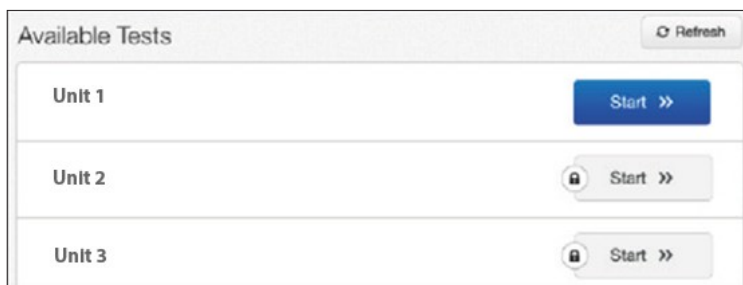 Available Tests
Refresh
Unit 1
Start »
Unit 2
Start »
Unit 3
Start »